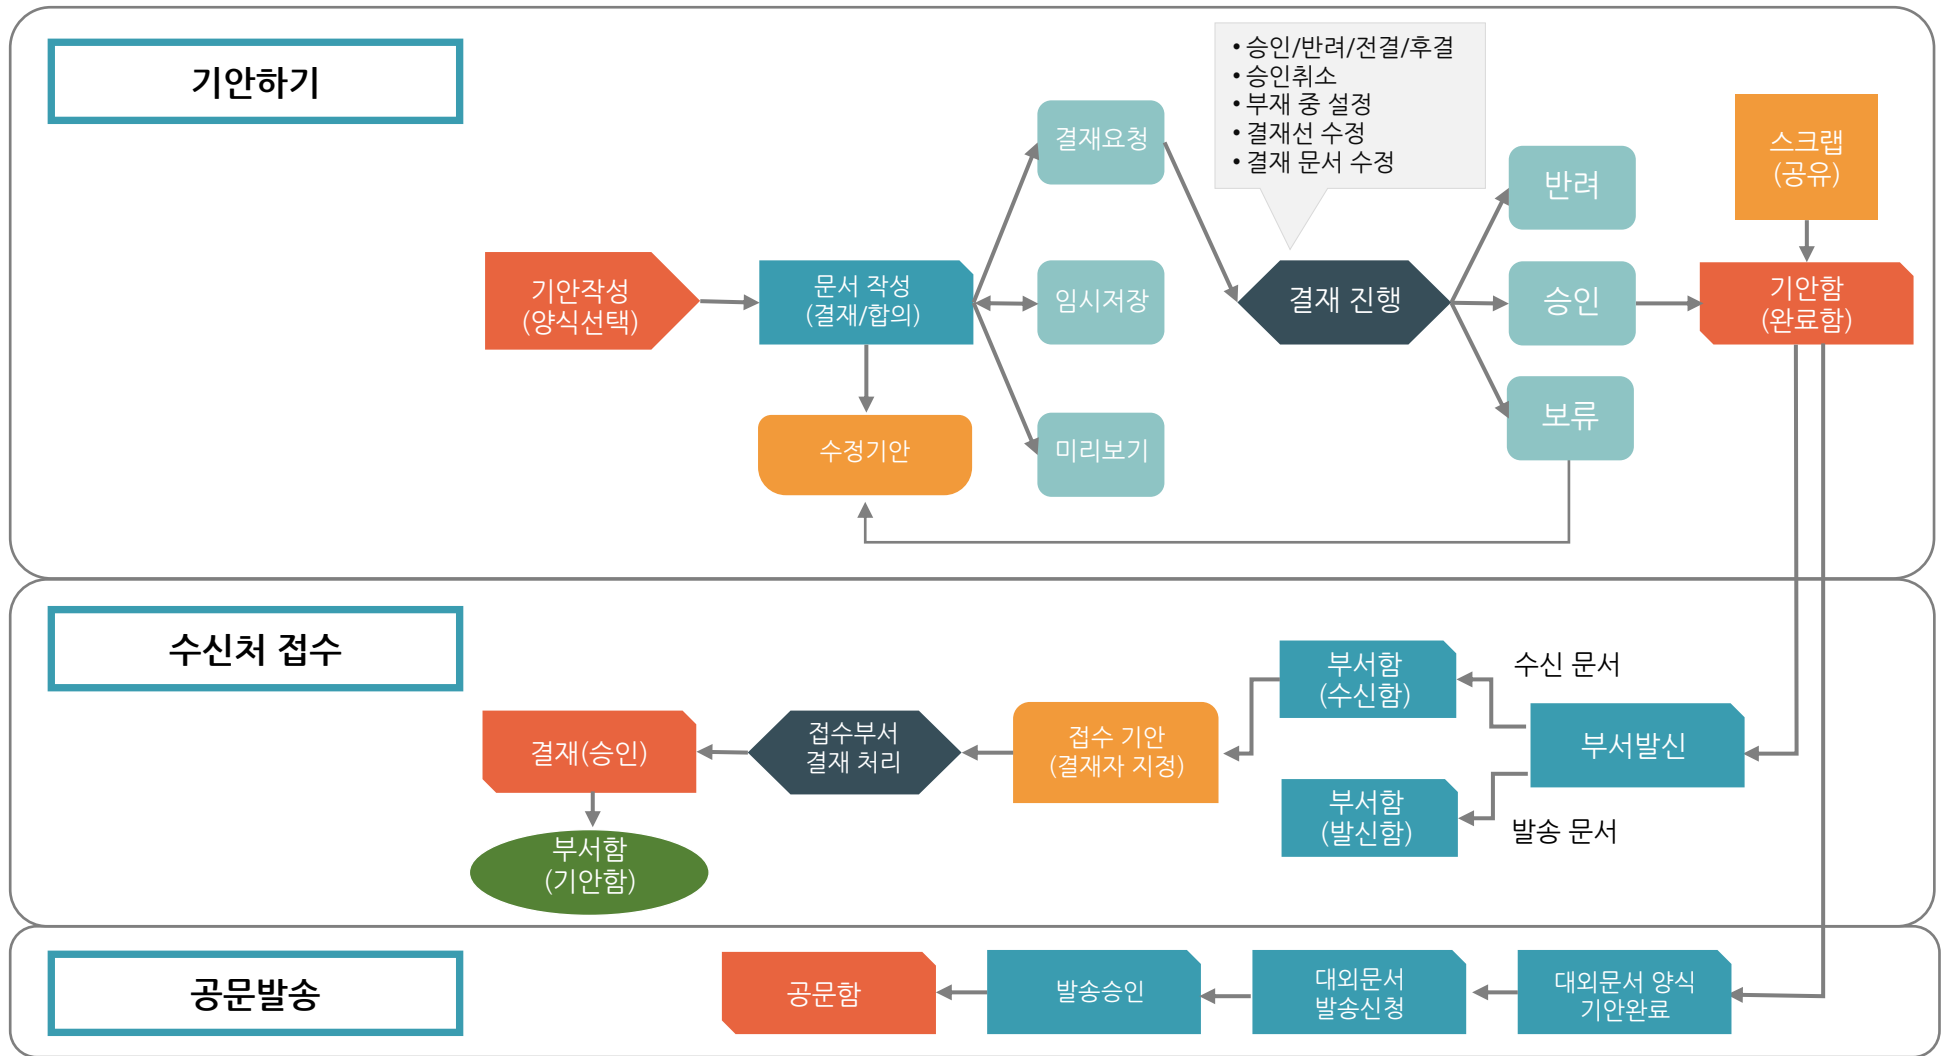 기안하기
• 승인/반려/전결/후결
• 승인취소
• 부재 중 설정
• 결재선 수정
• 결재 문서 수정
결재요청
반려
스크랩
(공유)
기안작성
(양식선택)
문서 작성
(결재/합의)
임시저장
결재 진행
승인
기안함
(완료함)
수정기안
미리보기
보류
수신처 접수
부서함
(수신함)
수신 문서
결재(승인)
접수부서
결재 처리
접수 기안
(결재자 지정)
부서발신
부서함
(발신함)
발송 문서
부서함
(기안함)
공문발송
공문함
발송승인
대외문서
발송신청
대외문서 양식
기안완료